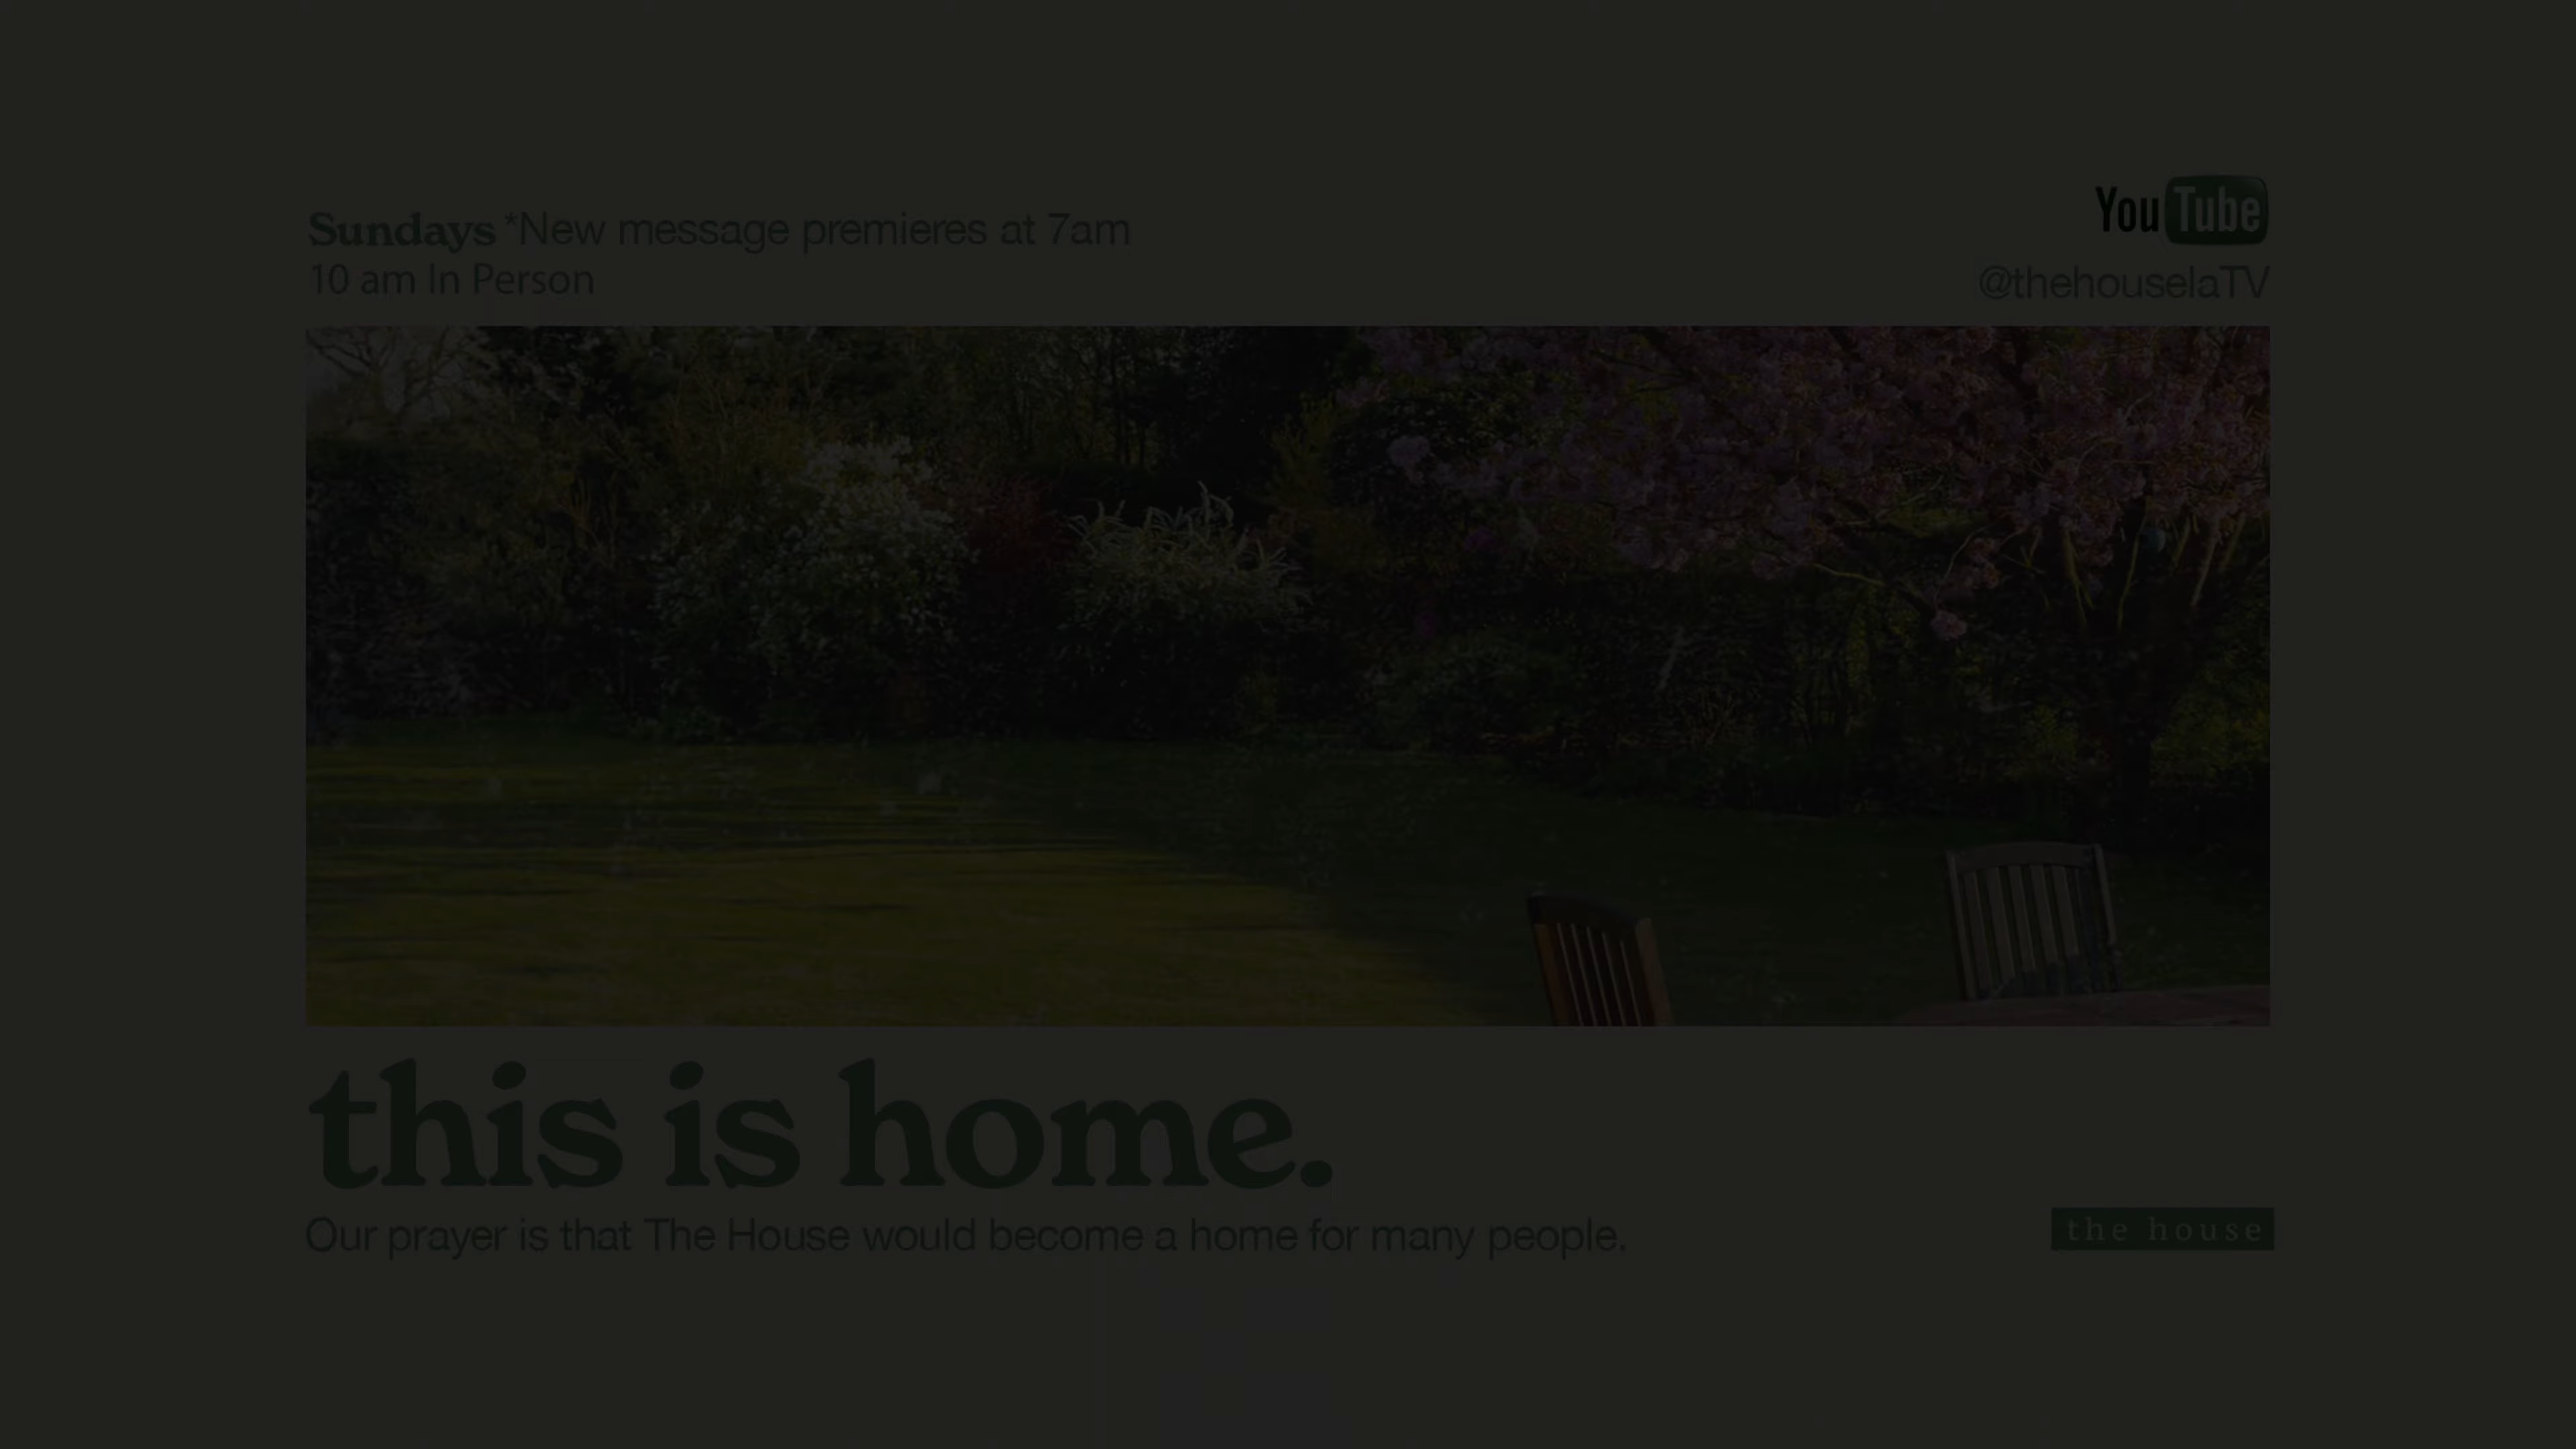 Sundays *New message premieres at 7am
10 am In Person
YouTube
@thehouselaTV
this is home.
Our prayer is that The House would become a home for many people.
the house